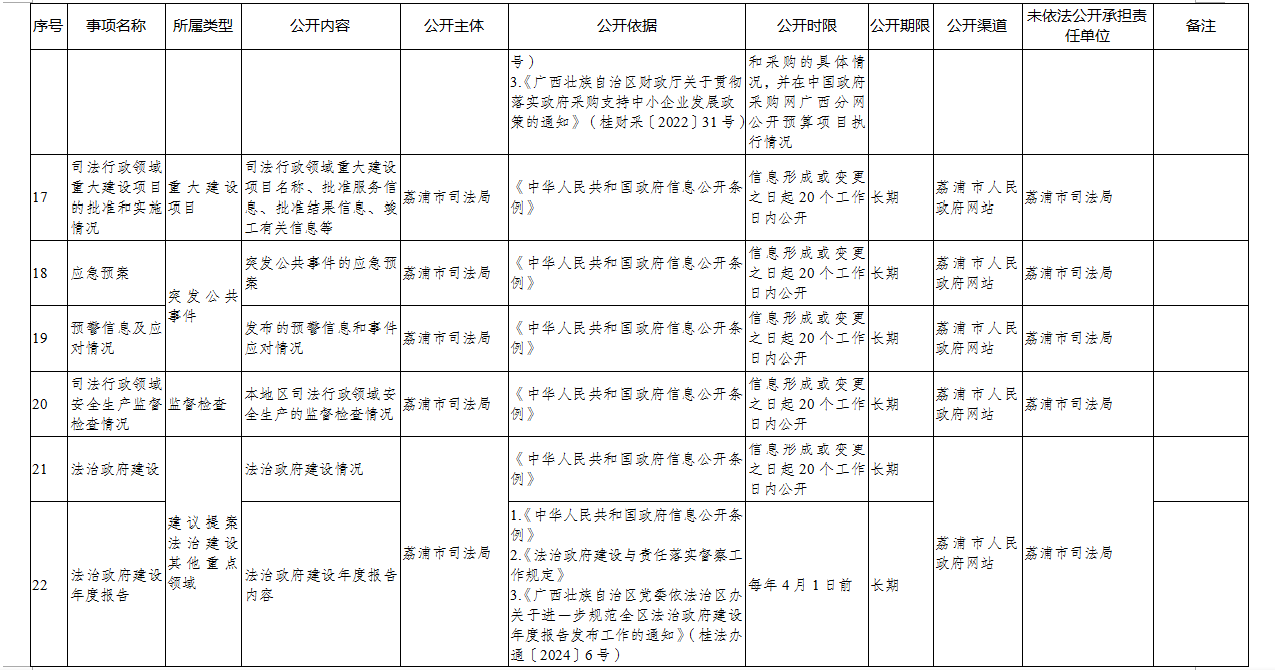 序号 事项名称 所属类型 公开内容 公开主体 公开依据 公开时限 公开期限 公开渠道 未依法公开承担责任单位 备注
号）
3.《广西壮族自治区财政厅关于贯彻
落实政府采购支持中小企业发展政
策的通知》（桂财采〔2022〕31号）
和采购的具体情
况，并在中国政府
采购网广西分网
公开预算项目执
行情况
17
司法行政领域
重大建设项目
的批准和实施
情况
重大建设
项目
司法行政领域重大建设
项目名称、批准服务信
息、批准结果信息、竣
工有关信息等
荔浦市司法局
《中华人民共和国政府信息公开条
例》
信息形成或变更
之日起20个工作
日内公开
长期
荔浦市人民
政府网站
荔浦市司法局
18
应急预案
突发公共
事件
突发公共事件的应急预
案
荔浦市司法局
《中华人民共和国政府信息公开条
例》
信息形成或变更
之日起20个工作
日内公开
长期
荔浦市人民
政府网站
荔浦市司法局
19
预警信息及应
对情况
发布的预警信息和事件
应对情况
荔浦市司法局
《中华人民共和国政府信息公开条
例》
信息形成或变更
之日起20个工作
日内公开
长期
荔浦市人民
政府网站
荔浦市司法局
20
司法行政领域
安全生产监督
检查情况
监督检查
本地区司法行政领域安
全生产的监督检查情况
荔浦市司法局
《中华人民共和国政府信息公开条
例》
信息形成或变更
之日起20个工作
日内公开
长期
荔浦市人民
政府网站
荔浦市司法局
21
法治政府建设
建议提案
法治建设
其他重点
领域
法治政府建设情况
荔浦市司法局
《中华人民共和国政府信息公开条
例》
信息形成或变更
之日起20个工作
日内公开
长期
荔浦市人民
政府网站
荔浦市司法局
22
法治政府建设
年度报告
法治政府建设年度报告
内容
1.《中华人民共和国政府信息公开条
例》
2.《法治政府建设与责任落实督察工
作规定》
3.《广西壮族自治区党委依法治区办
关于进一步规范全区法治政府建设
年度报告发布工作的通知》（桂法办
通〔2024〕6号）
每年4月1日前
长期